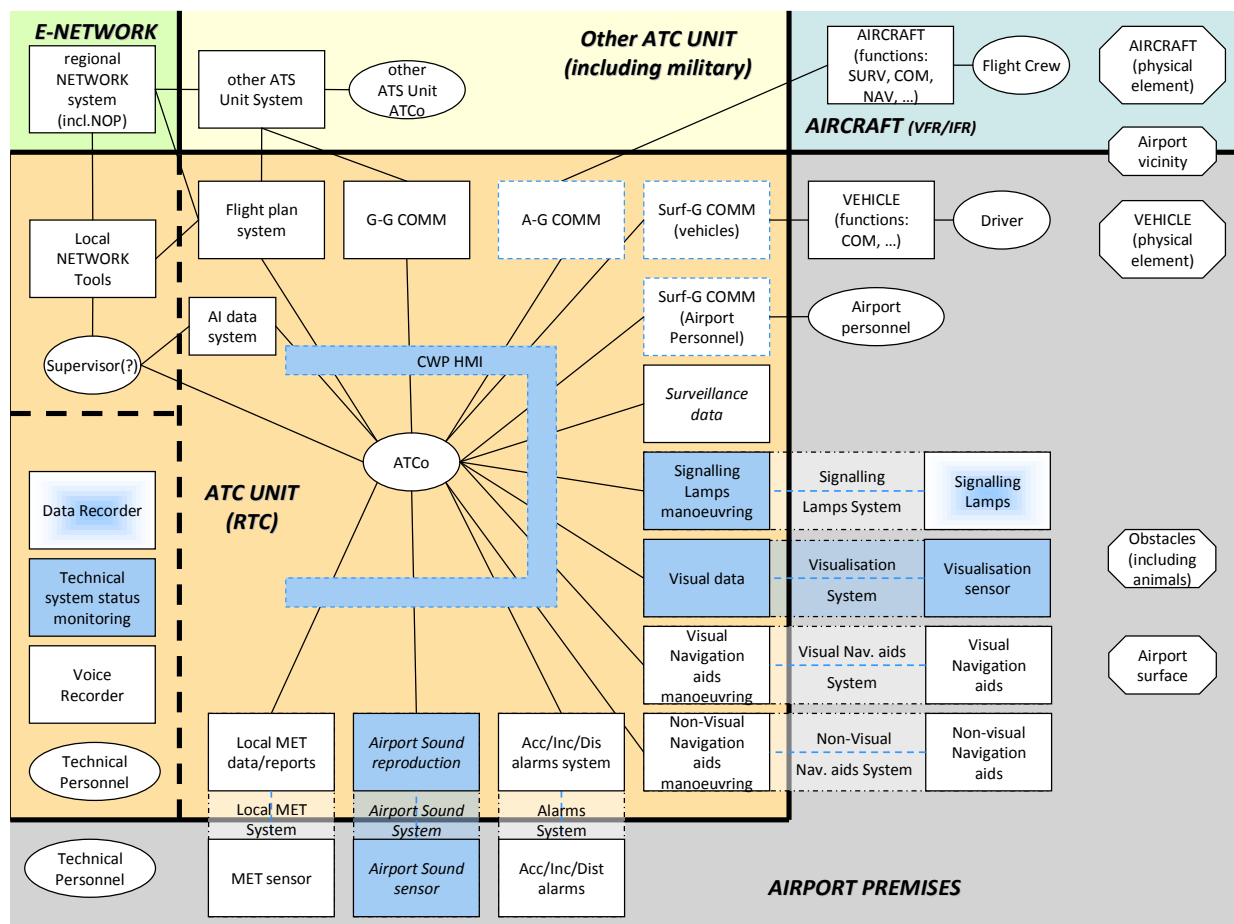 E-NETWORK
regional
NETWORK
system
(incl.NOP)
other ATS
Unit System
other
ATS Unit
ATCo
Other ATC UNIT
(including military)
AIRCRAFT
(functions:
SURV, COM,
NAV, …)
Flight Crew
AIRCRAFT
(physical
element)
AIRCRAFT (VFR/IFR)
Airport
vicinity
Local
NETWORK
Tools
Flight plan
system
G-G COMM
A-G COMM
Surf-G COMM
(vehicles)
VEHICLE
(functions:
COM, …)
Driver
VEHICLE
(physical
element)
Supervisor(?)
AI data
system
CWP HMI
Surf-G COMM
(Airport
Personnel)
Airport
personnel
Surveillance
data
ATCo
ATC UNIT
(RTC)
Signalling
Lamps
manoeuvring
Signalling
Lamps System
Signalling
Lamps
Data Recorder
Technical
system status
monitoring
Voice
Recorder
Technical
Personnel
Visual data
Visualisation
System
Visualisation
sensor
Obstacles
(including
animals)
Visual
Navigation
aids
manoeuvring
Visual Nav. aids
System
Visual
Navigation
aids
Airport
surface
Non-Visual
Navigation
aids
manoeuvring
Non-Visual
Nav. aids System
Non-visual
Navigation
aids
Local MET
data/reports
Airport Sound
reproduction
Acc/Inc/Dis
alarms system
Local MET
System
Airport Sound
System
Alarms
System
Technical
Personnel
MET sensor
Airport Sound
sensor
Acc/Inc/Dist
alarms
AIRPORT PREMISES